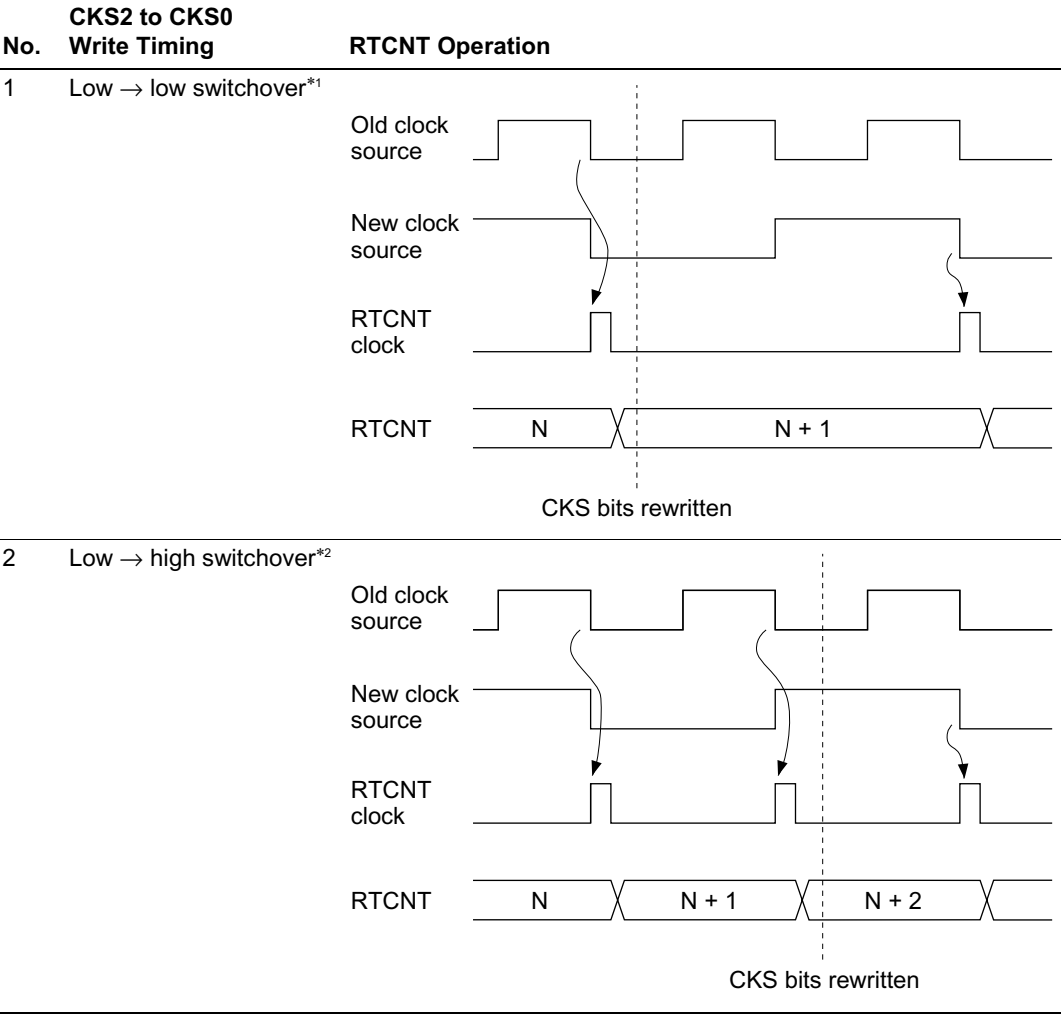 CKS2 to CKS0
No. Write Timing RTCNT Operation
1 Low → low switchover*1
Old clock
source
New clock
source
RTCNT
clock
RTCNT N N + 1
CKS bits rewritten
2 Low → high switchover*2
Old clock
source
New clock
source
RTCNT
clock
RTCNT N N + 1 N + 2
CKS bits rewritten